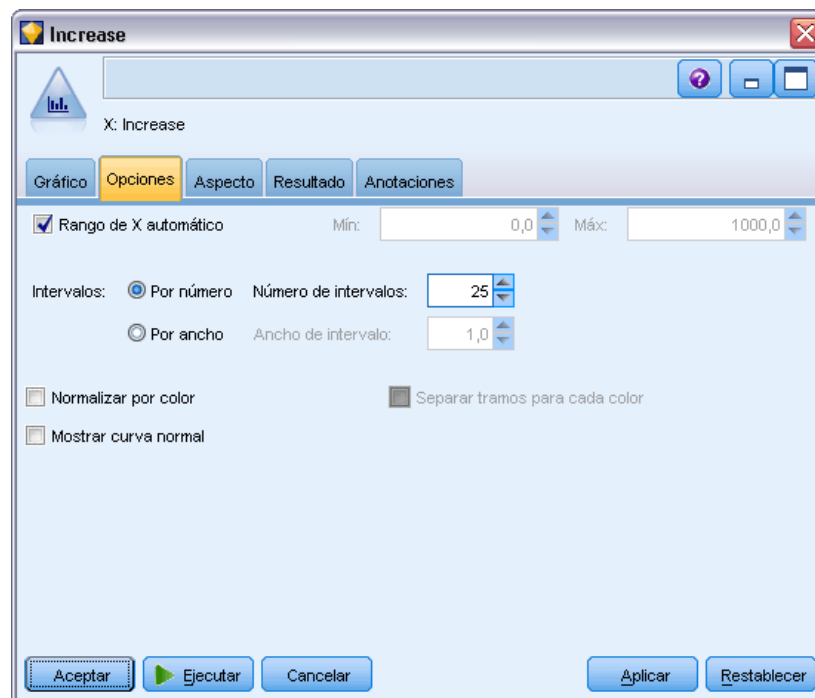 Increase
X: Increase
Gráfico Opciones Aspecto Resultado Anotaciones
Rango de X automático Mín: 0,0 Máx: 1000,0
Intervalos: Por número Número de intervalos: 25
Por ancho Ancho de intervalo: 1,0
Normalizar por color Separar tramos para cada color
Mostrar curva normal
Aceptar Ejecutar Cancelar Aplicar Restablecer